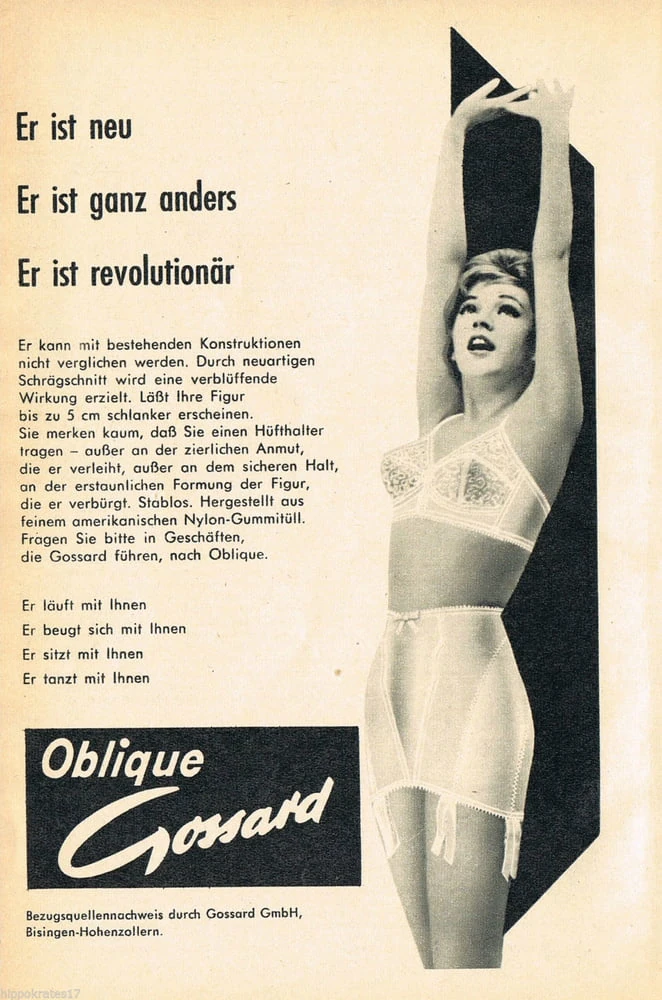 Er ist neu
Er ist ganz anders
Er ist revolutionär
Er kann mit bestehenden Konstruktionen
nicht verglichen werden. Durch neuartigen
Schrägschnitt wird eine verblüffende
Wirkung erzielt. Läßt Ihre Figur
bis zu 5 cm schlanker erscheinen.
Sie merken kaum, daß Sie einen Hüfthalter
tragen – außer an der zierlichen Anmut,
die er verleiht, außer an dem sicheren Halt,
an der erstaunlichen Formung der Figur,
die er verbürgt. Stablos. Hergestellt aus
feinem amerikanischen Nylon-Gummitüll.
Fragen Sie bitte in Geschäften,
die Gossard führen, nach Oblique.
Er läuft mit Ihnen
Er beugt sich mit Ihnen
Er sitzt mit Ihnen
Er tanzt mit Ihnen
Oblique
Gossard
Bezugsquellennachweis durch Gossard GmbH,
Bisingen-Hohenzollern.
hippokrates17